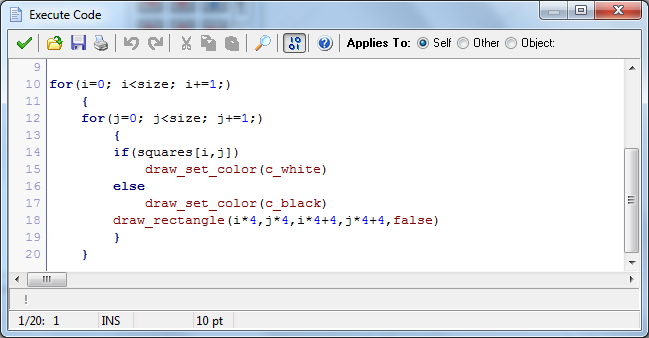 Execute Code
Applies To: Self Other Object:
9
10 for(i=0; i<size; i+=1;)
11 {
12 for(j=0; j<size; j+=1;)
13 {
14 if(squares[i,j])
15 draw_set_color(c_white)
16 else
17 draw_set_color(c_black)
18 draw_rectangle(i*4,j*4,i*4+4,j*4+4,false)
19 }
20 }
!
1/20: 1 INS 10 pt